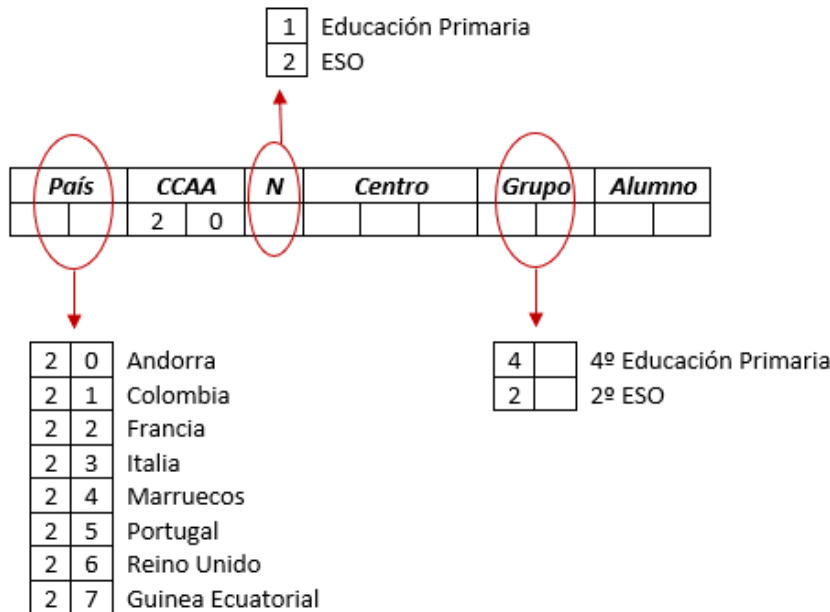 1 Educación Primaria
2 ESO
País CCAA N Centro Grupo Alumno
2 0
2 0 Andorra
2 1 Colombia
2 2 Francia
2 3 Italia
2 4 Marruecos
2 5 Portugal
2 6 Reino Unido
2 7 Guinea Ecuatorial
4 4º Educación Primaria
2 2º ESO